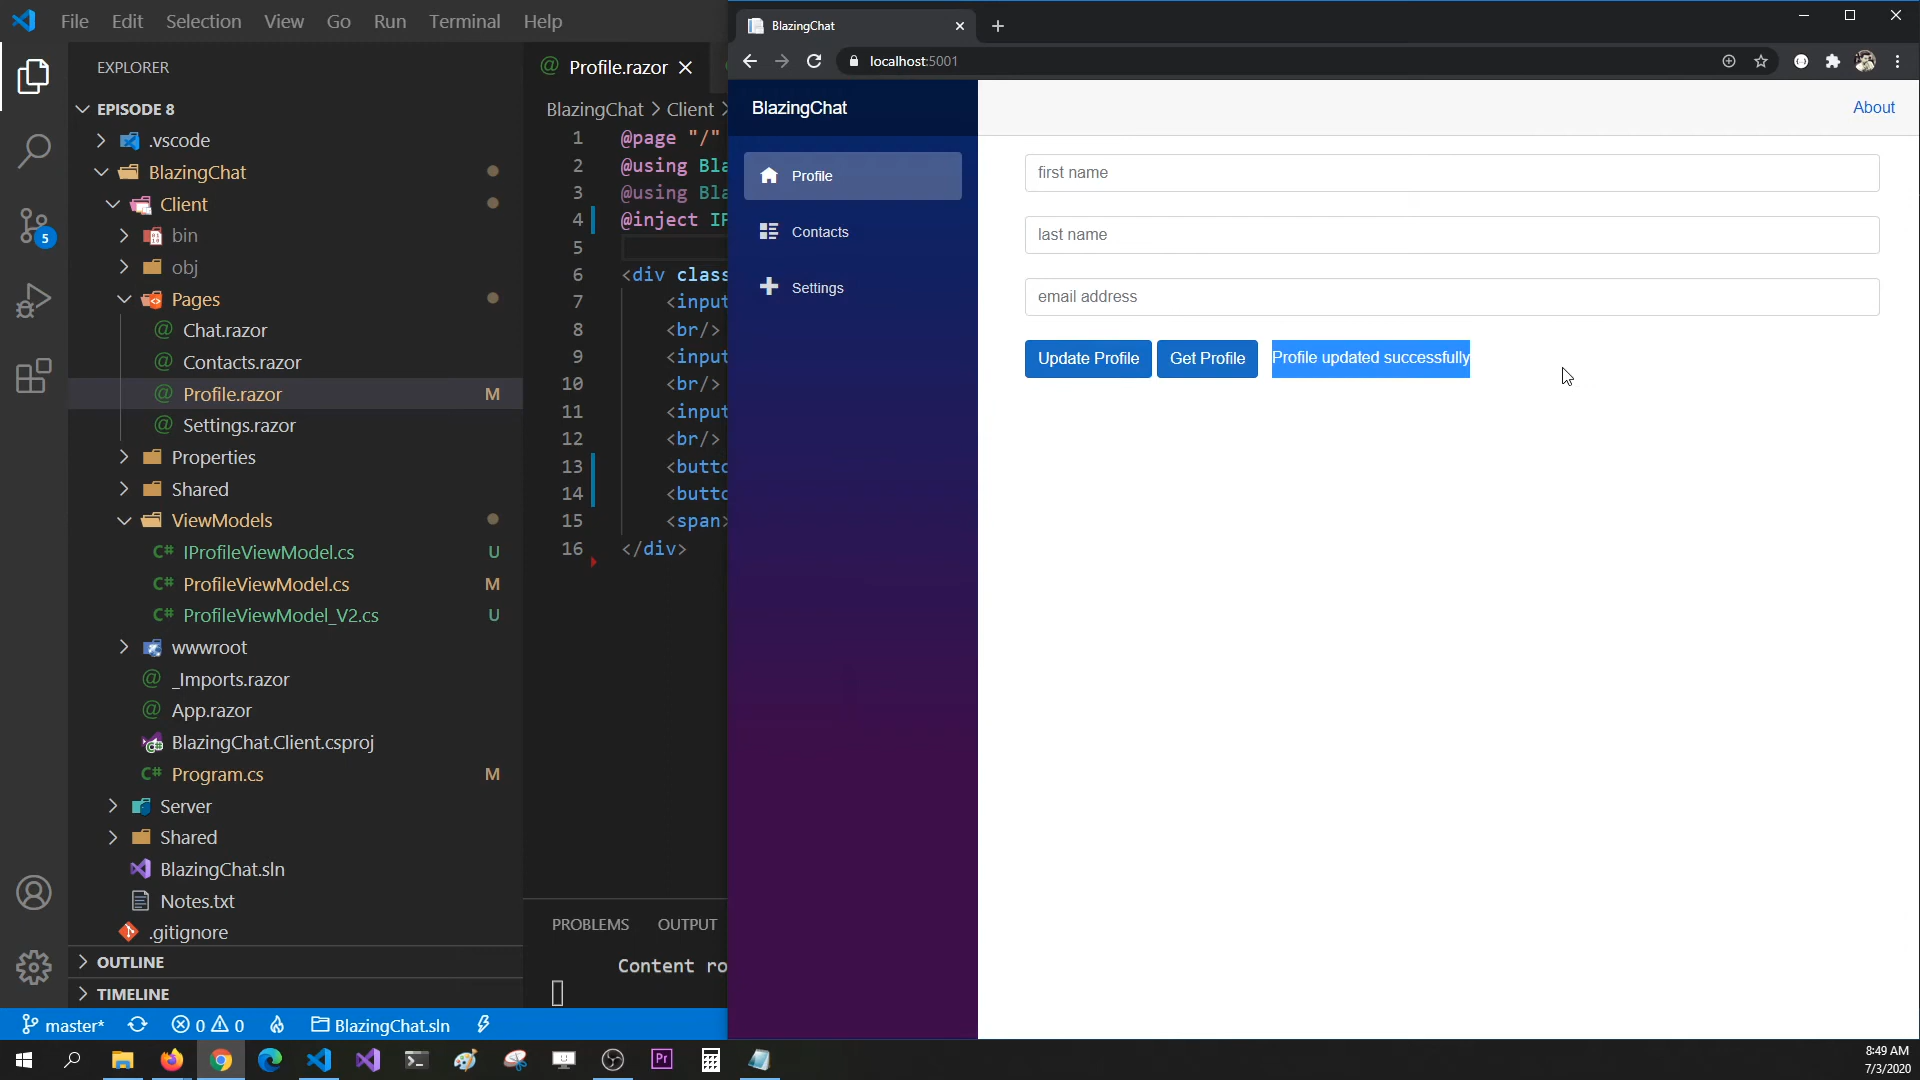 File Edit Selection View Go Run Terminal Help
EXPLORER
EPISODE 8
.vscode
BlazingChat
Client
bin
obj
Pages
Chat.razor
Contacts.razor
Profile.razor M
Settings.razor
Properties
Shared
ViewModels
IProfileViewModel.cs U
ProfileViewModel.cs M
ProfileViewModel_V2.cs U
wwwroot
_Imports.razor
App.razor
BlazingChat.Client.csproj
Program.cs M
Server
Shared
BlazingChat.sln
Notes.txt
.gitignore
OUTLINE
TIMELINE
5
Profile.razor
BlazingChat > Client >
1 @page "/"
2 @using Bla
3 @using Bla
4 @inject IP
5
6 <div class
7 <input
8 <br/>
9 <input
10 <br/>
11 <input
12 <br/>
13 <butto
14 <butto
15 <span>
16 </div>
PROBLEMS OUTPUT
Content ro
master* 0 0 BlazingChat.sln
BlazingChat
localhost:5001
BlazingChat
About
Profile
Contacts
Settings
first name
last name
email address
Update Profile Get Profile Profile updated successfully
Pr
8:49 AM
7/3/2020